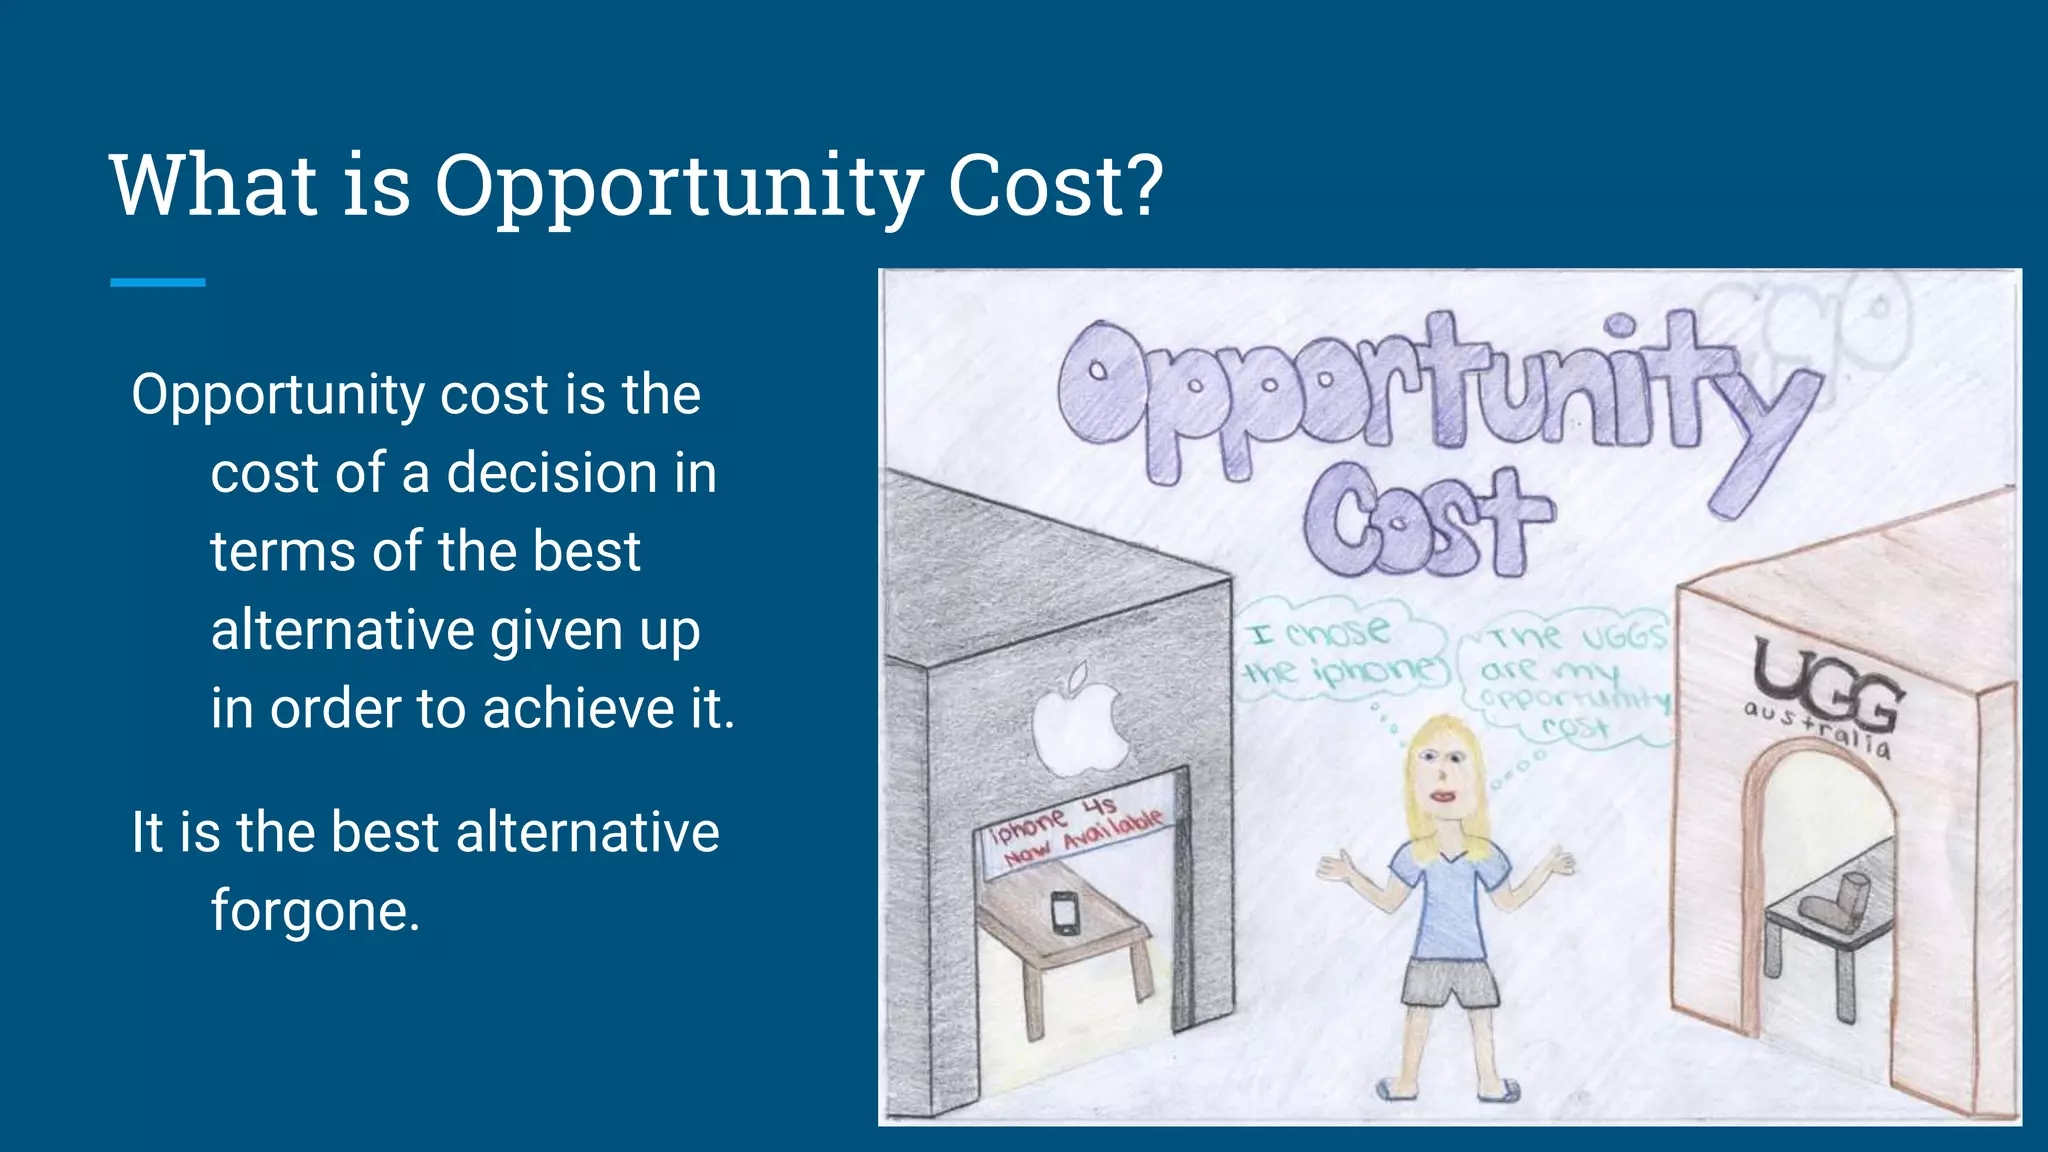 What is Opportunity Cost?
Opportunity cost is the
cost of a decision in
terms of the best
alternative given up
in order to achieve it.
It is the best alternative
forgone.
Opportunity
Cost
I chose
the iphone
The UGGS
are my
opportunity
cost
UGG
australia
iphone 4s
Now Available